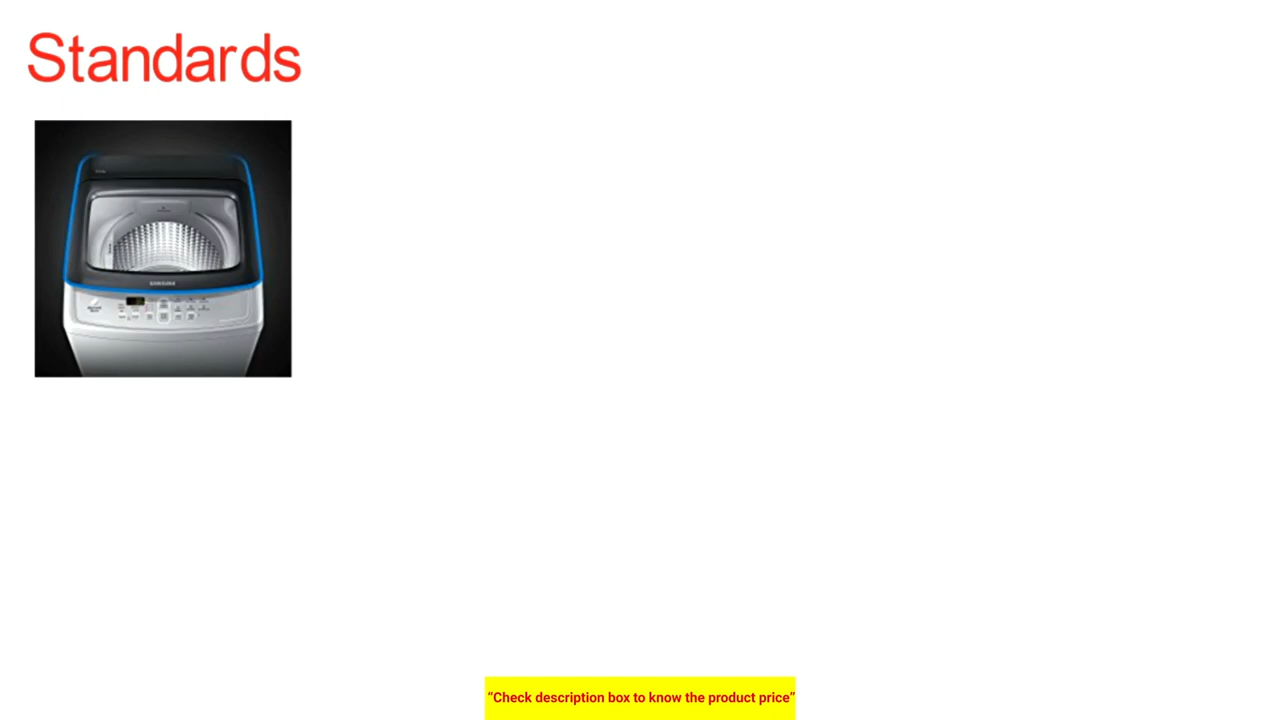 Standards
SAMSUNG
“Check description box to know the product price”